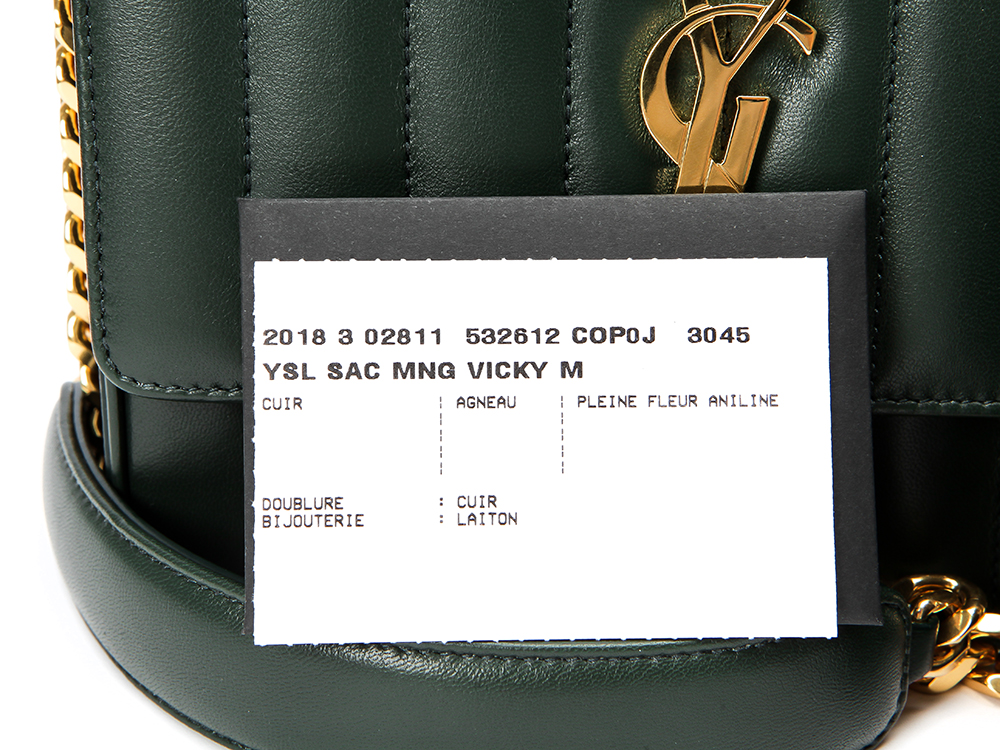 YSL
2018 3 02811 532612 COP0J 3045
YSL SAC MNG VICKY M
CUIR ¦ AGNEAU ¦ PLEINE FLEUR ANILINE
DOUBLURE : CUIR
BIJOUTERIE : LAITON